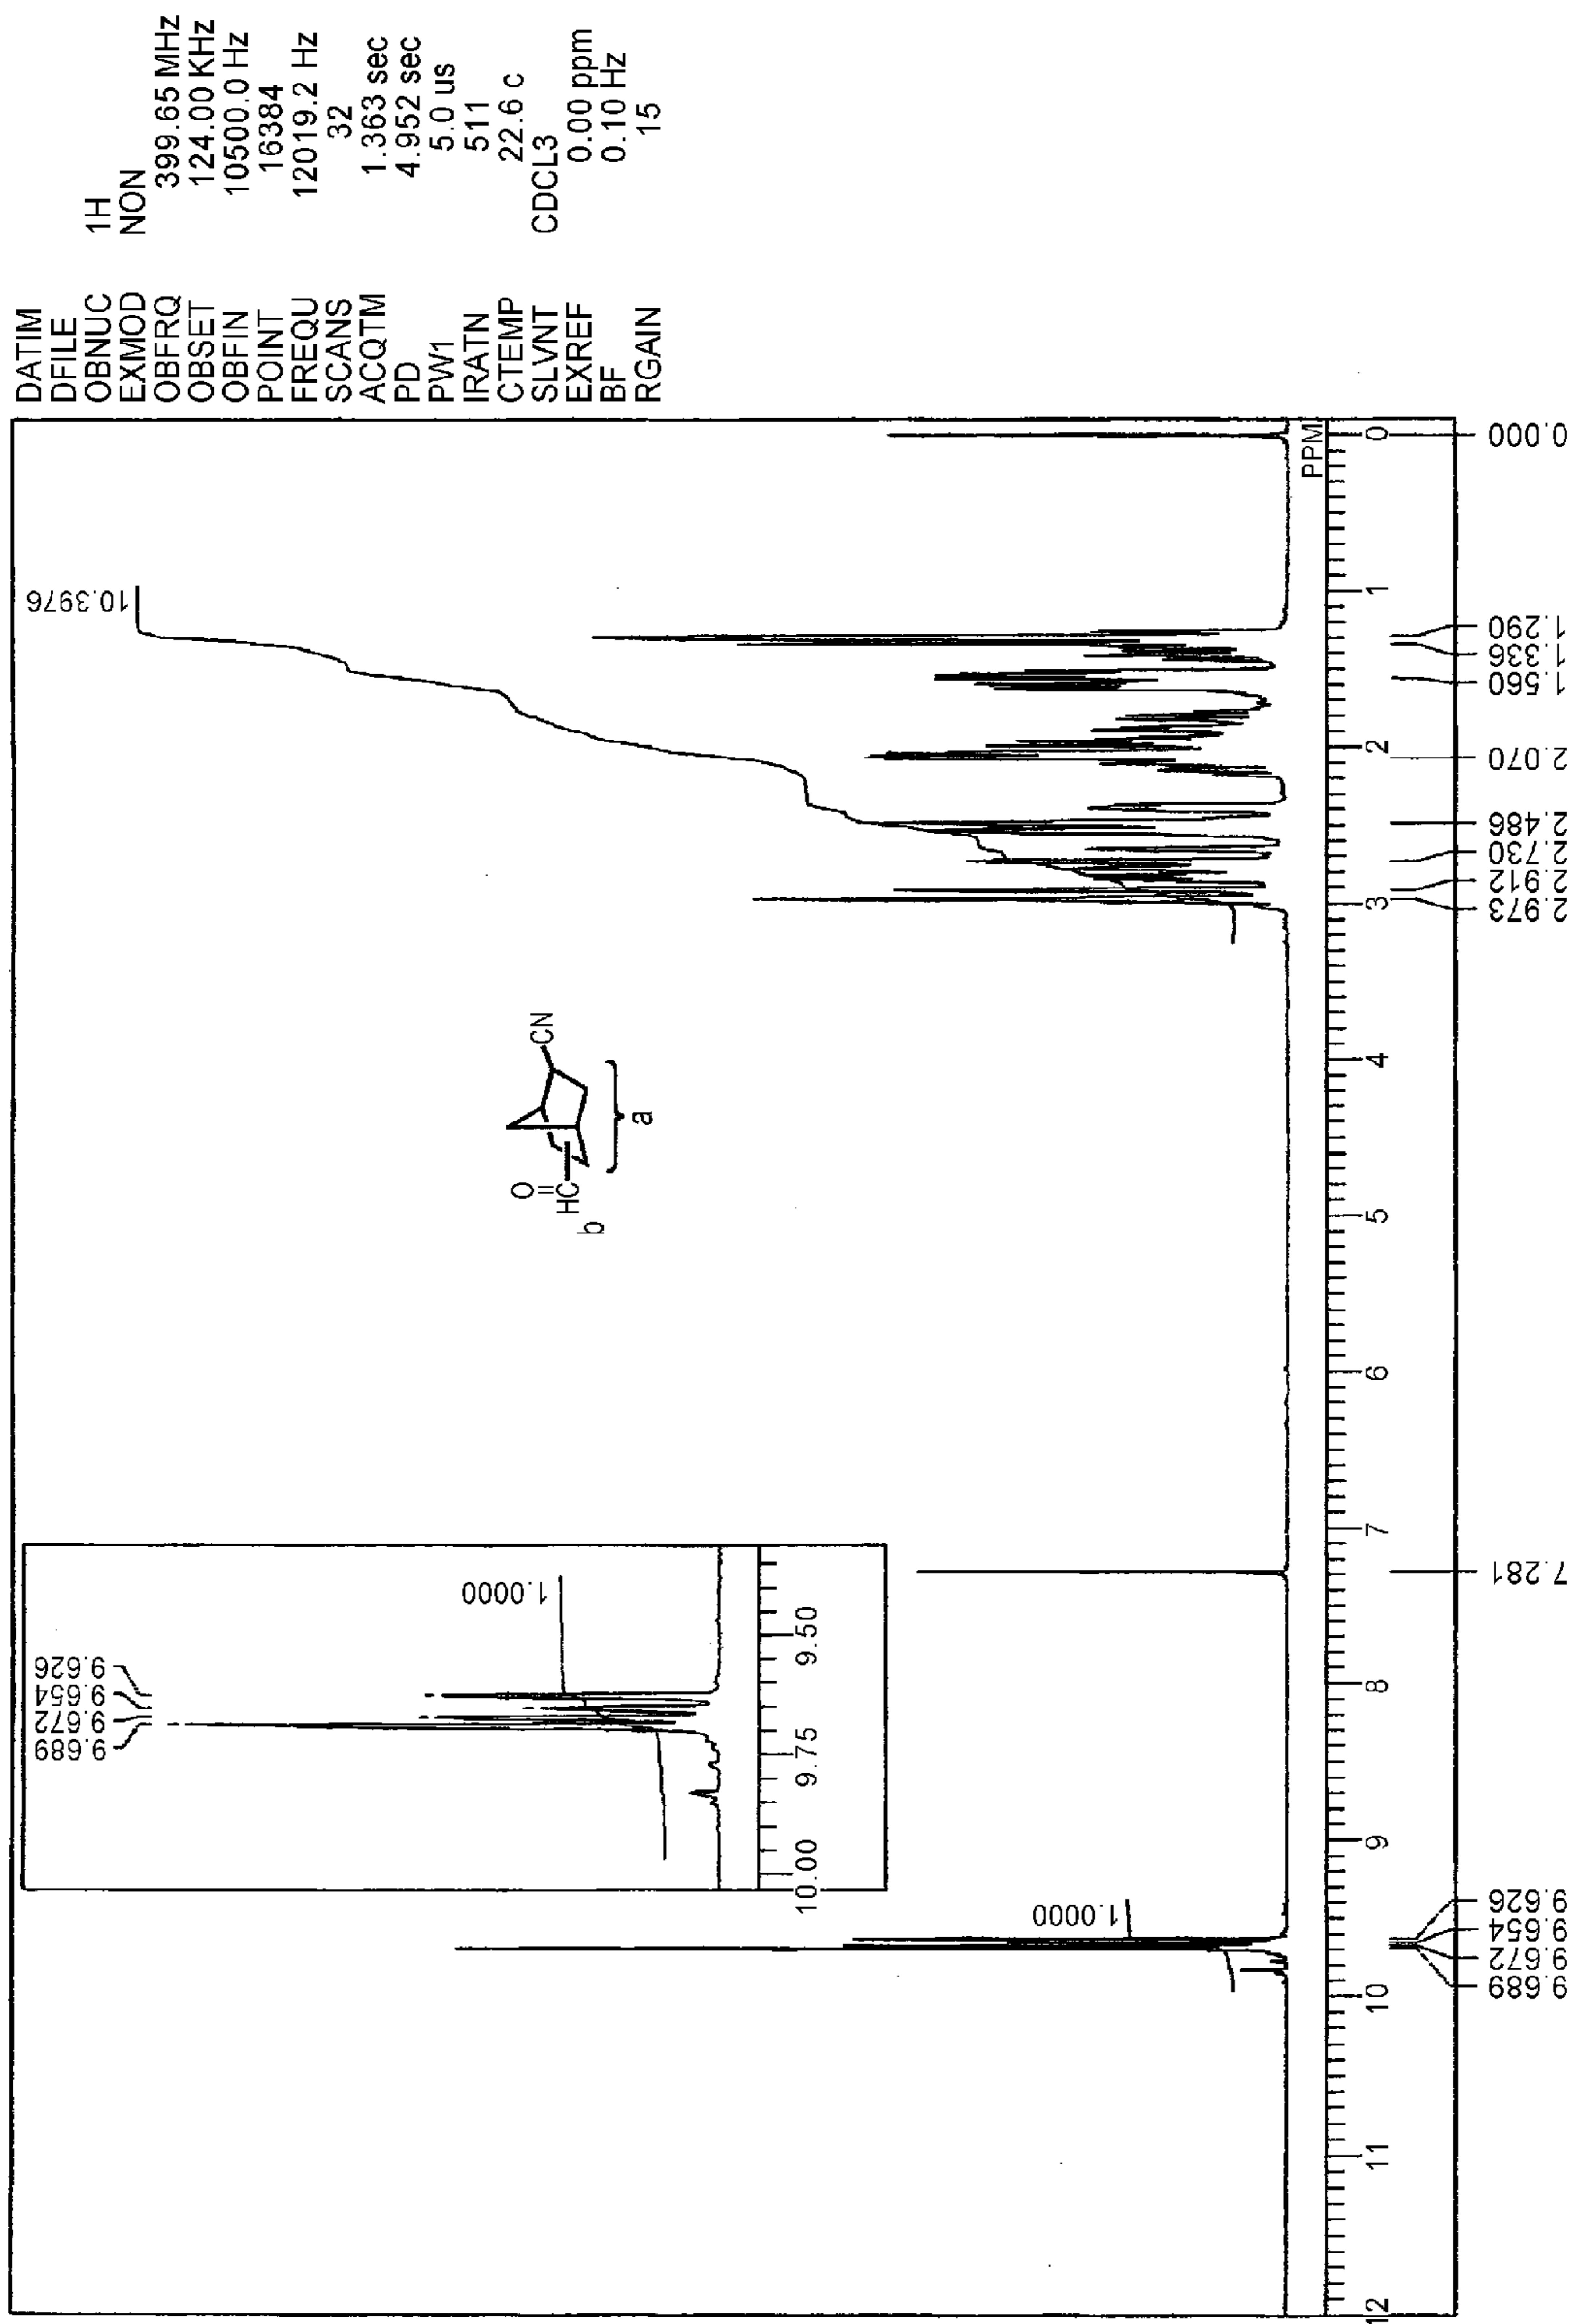 DATIM
DFILE
OBNUC 1H
EXMOD NON
OBFRQ 399.65 MHz
OBSET 124.00 KHz
OBFIN 10500.0 Hz
POINT 16384
FREQU 12019.2 Hz
SCANS 32
ACQTM 1.363 sec
PD 4.952 sec
PW1 5.0 us
IRATN 511
CTEMP 22.6 c
SLVNT CDCL3
EXREF 0.00 ppm
BF 0.10 Hz
RGAIN 15
9.689
9.672
9.654
9.626
1.0000
10.00 9.75 9.50
10.3976
O
HC
CN
b
a
1.0000
PPM
12 11 10 9 8 7 6 5 4 3 2 1 0
9.689
9.672
9.654
9.626
7.281
2.973
2.912
2.730
2.486
2.070
1.560
1.336
1.290
0.000